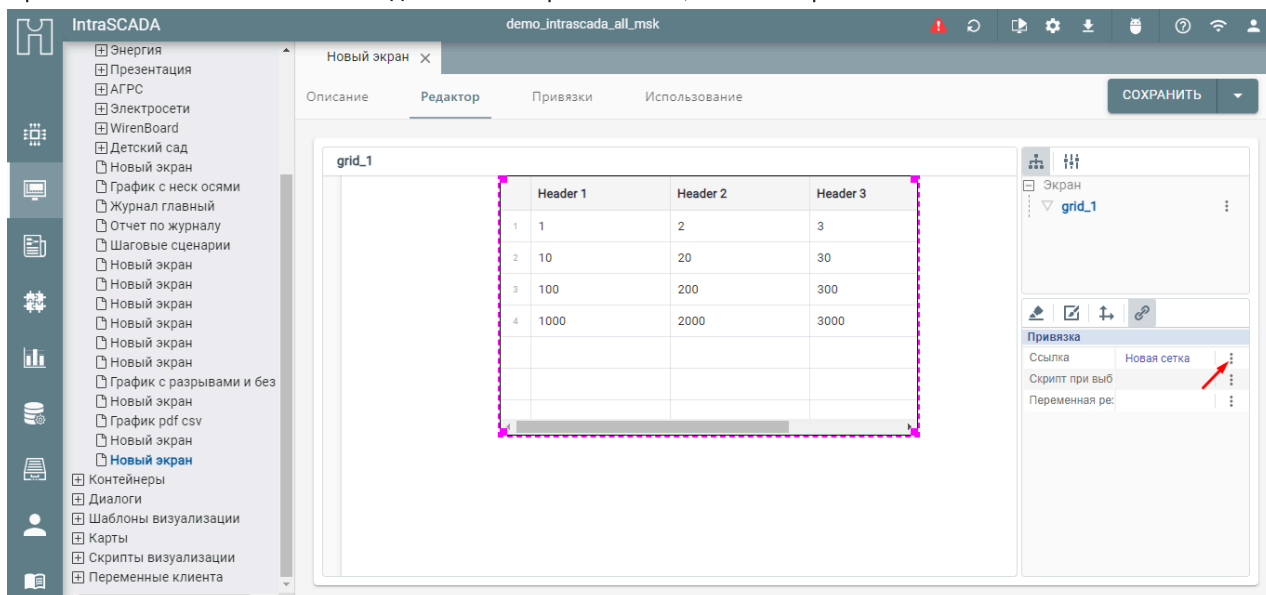 IntraSCADA
demo_intrascada_all_msk
Энергия
Презентация
АГРС
Электросети
WirenBoard
Детский сад
Новый экран
График с неск осями
Журнал главный
Отчет по журналу
Шаговые сценарии
Новый экран
Новый экран
Новый экран
Новый экран
Новый экран
Новый экран
График с разрывами и без
Новый экран
График pdf csv
Новый экран
Новый экран
Контейнеры
Диалоги
Шаблоны визуализации
Карты
Скрипты визуализации
Переменные клиента
Новый экран
Описание Редактор Привязки Использование
СОХРАНИТЬ
grid_1
Header 1 Header 2 Header 3
1 1 2 3
2 10 20 30
3 100 200 300
4 1000 2000 3000
Экран
grid_1
Привязка
Ссылка Новая сетка
Скрипт при выб
Переменная ре: